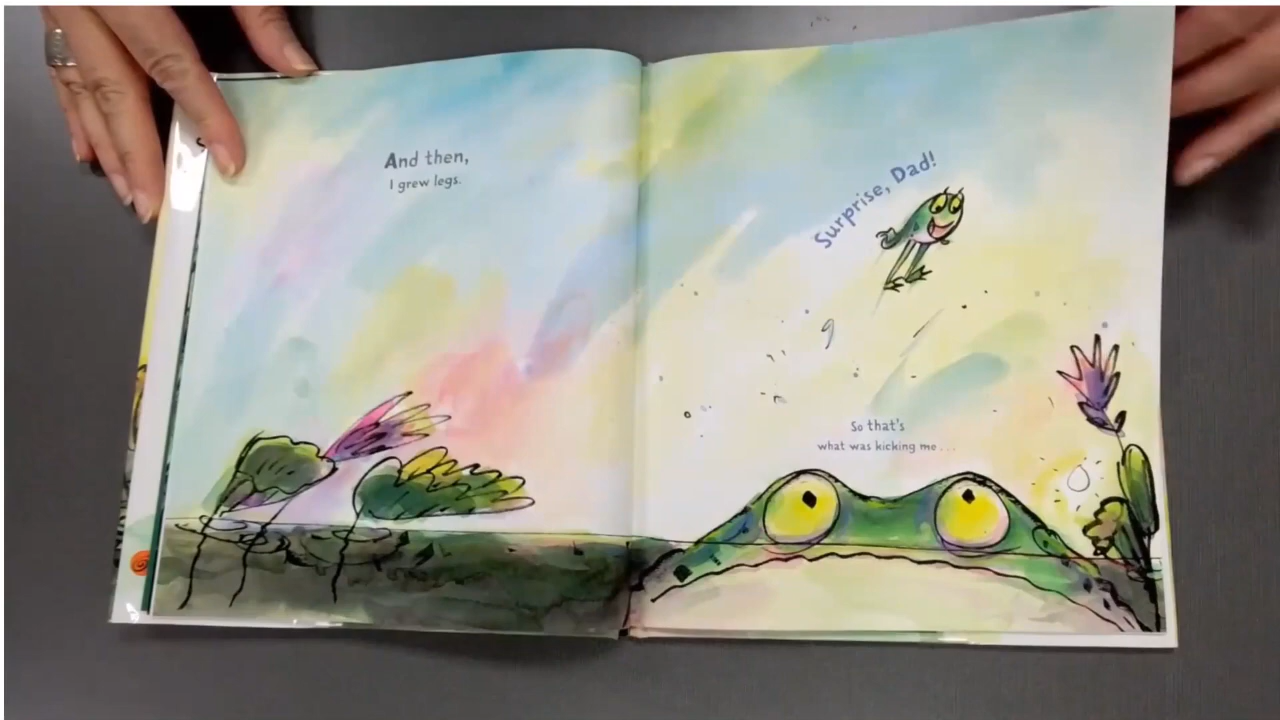 And then,
I grew legs.
Surprise, Dad!
So that's
what was kicking me . . .